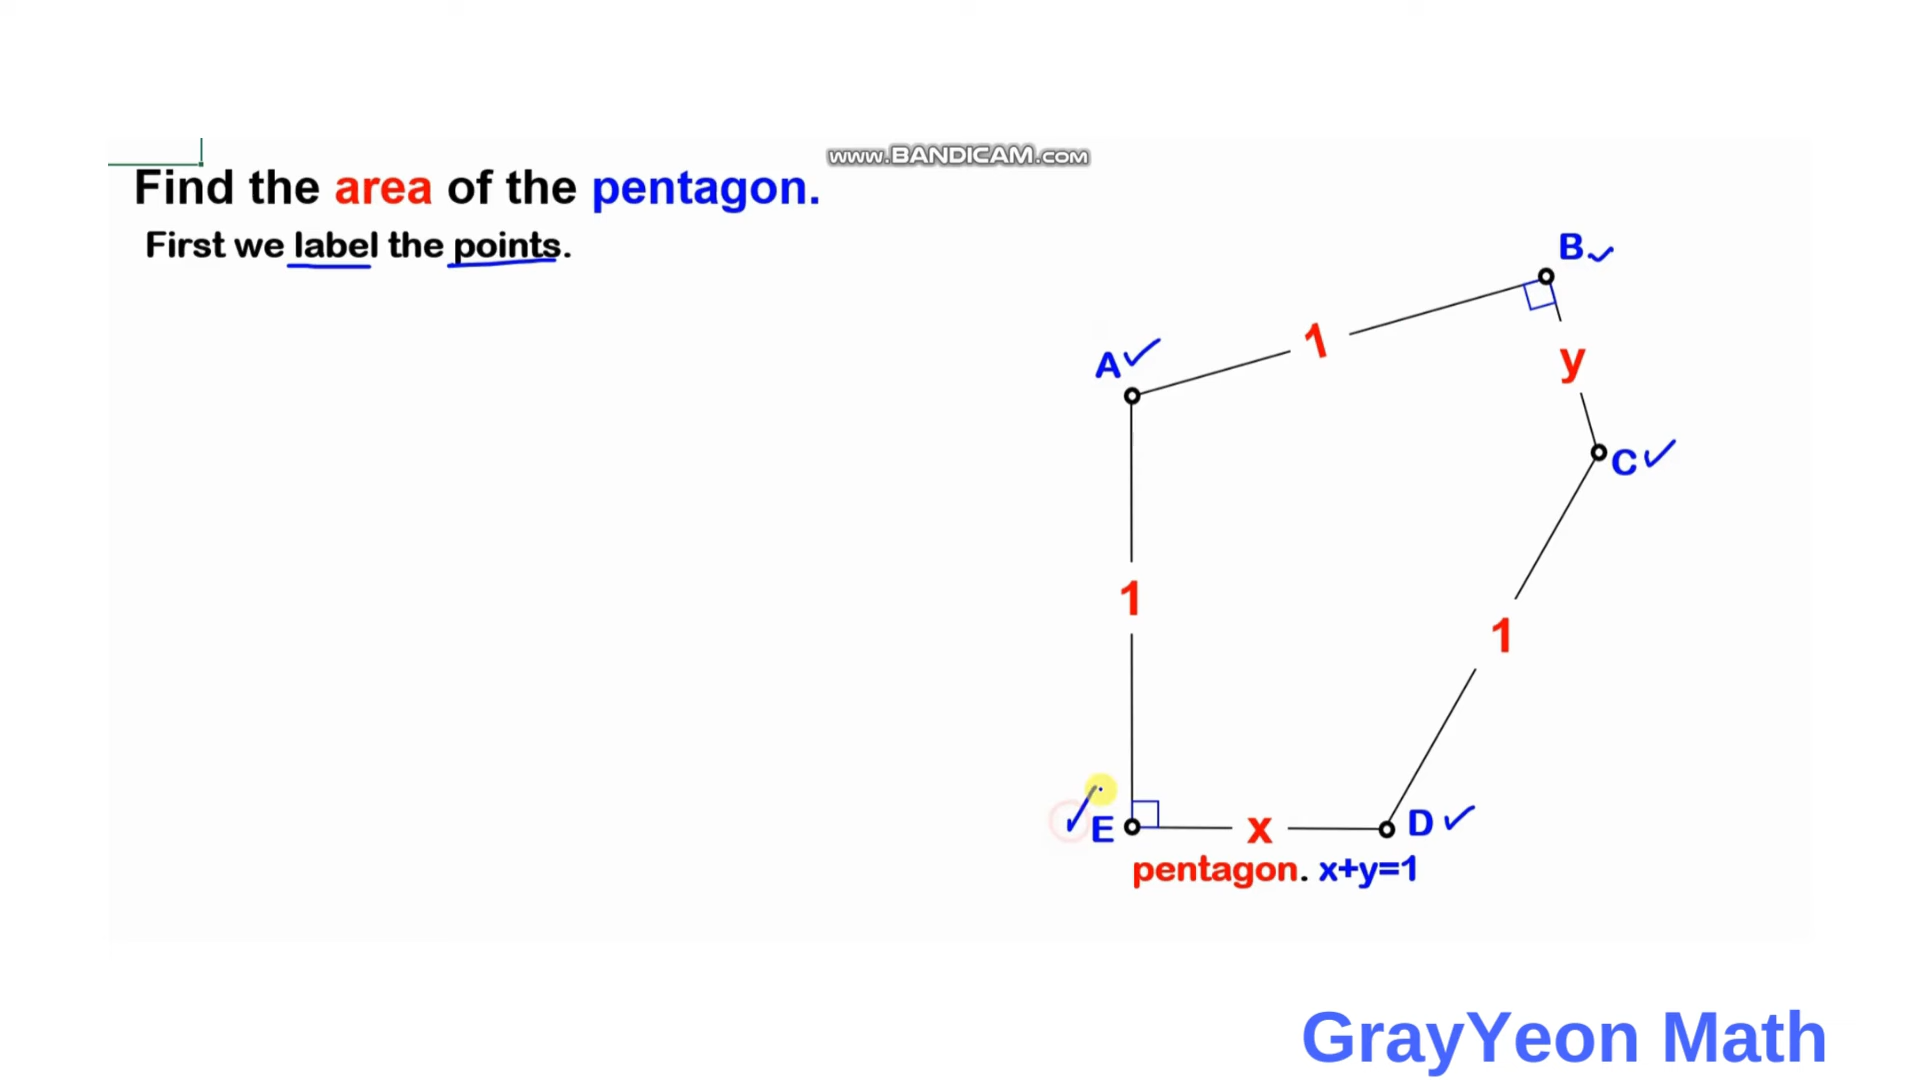 www.BANDICAM.com
Find the area of the pentagon.
First we label the points.
B
1
y
A
C
1
1
E
x
D
pentagon. x+y=1
GrayYeon Math